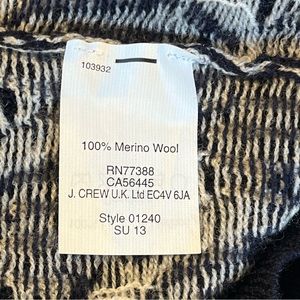 103932
100% Merino Wool
RN77388
CA56445
J. CREW U.K. Ltd EC4V 6JA
Style 01240
SU 13